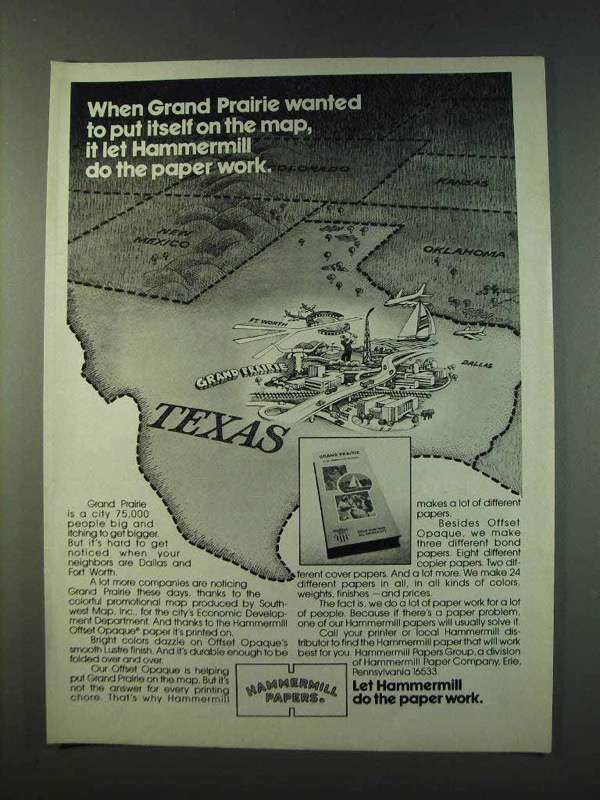 When Grand Prairie wanted
to put itself on the map,
it let Hammermill
do the paper work.
COLORADO
KANSAS
NEW
MEXICO
OKLAHOMA
FT. WORTH
GRAND PRAIRIE
DALLAS
TEXAS
GRAND PRAIRIE
Grand Prairie
is a city 75,000
people big and
itching to get bigger.
But it's hard to get
noticed when your
neighbors are Dallas and
Fort Worth.
A lot more companies are noticing
Grand Prairie these days, thanks to the
colorful promotional map produced by South-
west Map, Inc., for the city's Economic Develop-
ment Department. And thanks to the Hammermill
Offset Opaque® paper it's printed on.
Bright colors dazzle on Offset Opaque's
smooth Lustre finish. And it's durable enough to be
folded over and over.
Our Offset Opaque is helping
put Grand Prairie on the map. But it's
not the answer for every printing
chore. That's why Hammermill
makes a lot of different
papers.
Besides Offset
Opaque, we make
three different bond
papers. Eight different
copier papers. Two dif-
ferent cover papers. And a lot more. We make 24
different papers in all, in all kinds of colors,
weights, finishes — and prices.
The fact is, we do a lot of paper work for a lot
of people. Because if there's a paper problem,
one of our Hammermill papers will usually solve it.
Call your printer or local Hammermill dis-
tributor to find the Hammermill paper that will work
best for you. Hammermill Papers Group, a division
of Hammermill Paper Company, Erie,
Pennsylvania 16533.
HAMMERMILL
PAPERS®
Let Hammermill
do the paper work.